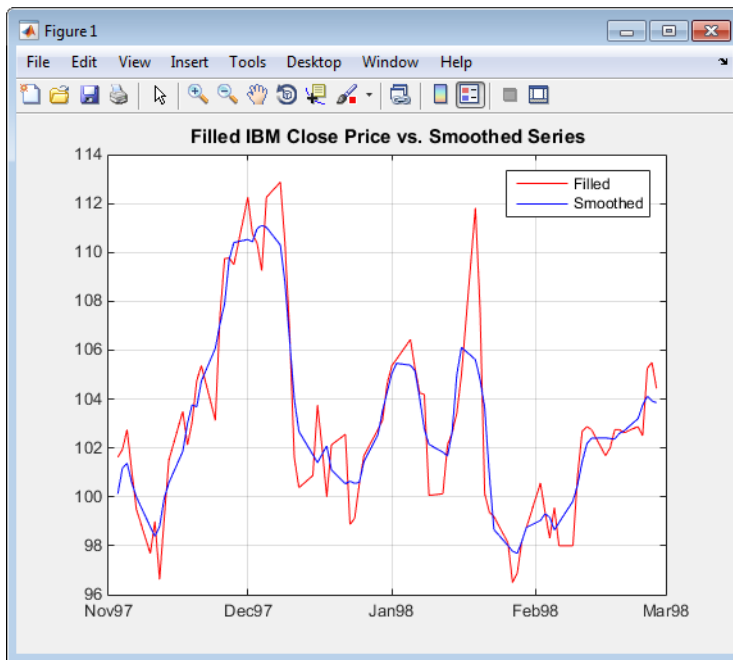 Figure 1
File Edit View Insert Tools Desktop Window Help
Filled IBM Close Price vs. Smoothed Series
114
112
110
108
106
104
102
100
98
96
Filled
Smoothed
Nov97 Dec97 Jan98 Feb98 Mar98